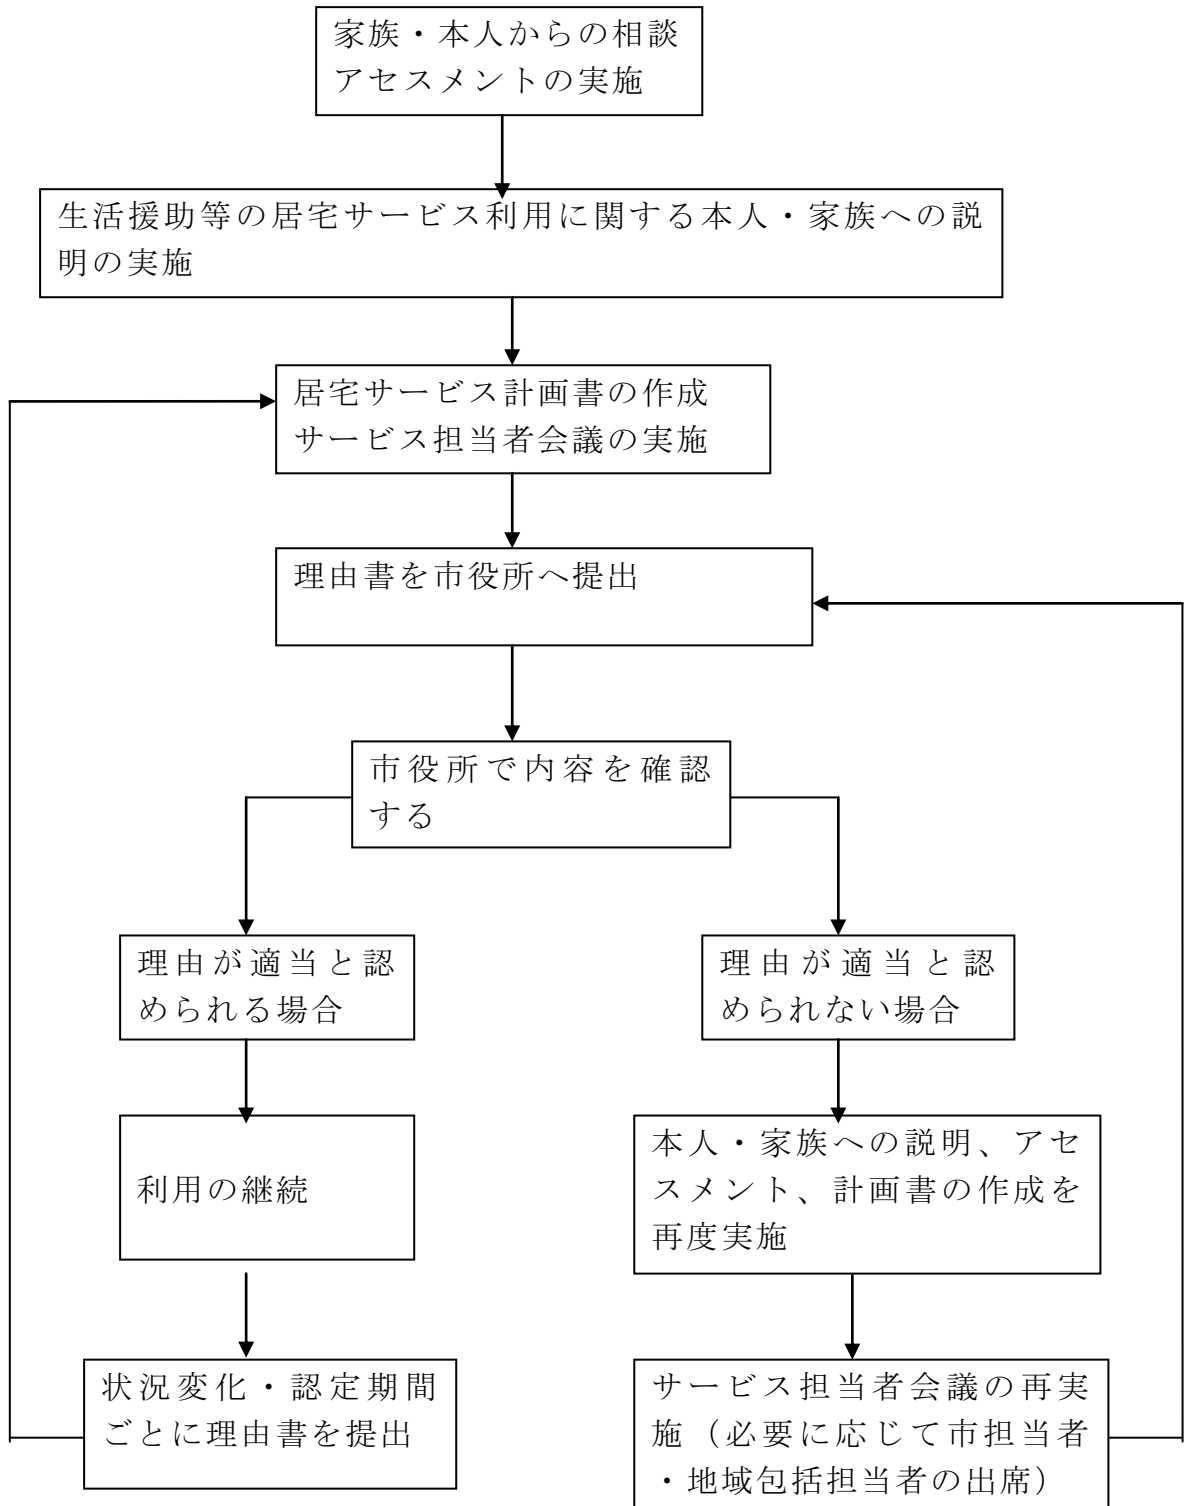 家族・本人からの相談
アセスメントの実施
生活援助等の居宅サービス利用に関する本人・家族への説
明の実施
居宅サービス計画書の作成
サービス担当者会議の実施
理由書を市役所へ提出
市役所で内容を確認
する
理由が適当と認
められる場合
理由が適当と認
められない場合
利用の継続
本人・家族への説明、アセ
スメント、計画書の作成を
再度実施
状況変化・認定期間
ごとに理由書を提出
サービス担当者会議の再実
施（必要に応じて市担当者
・地域包括担当者の出席）